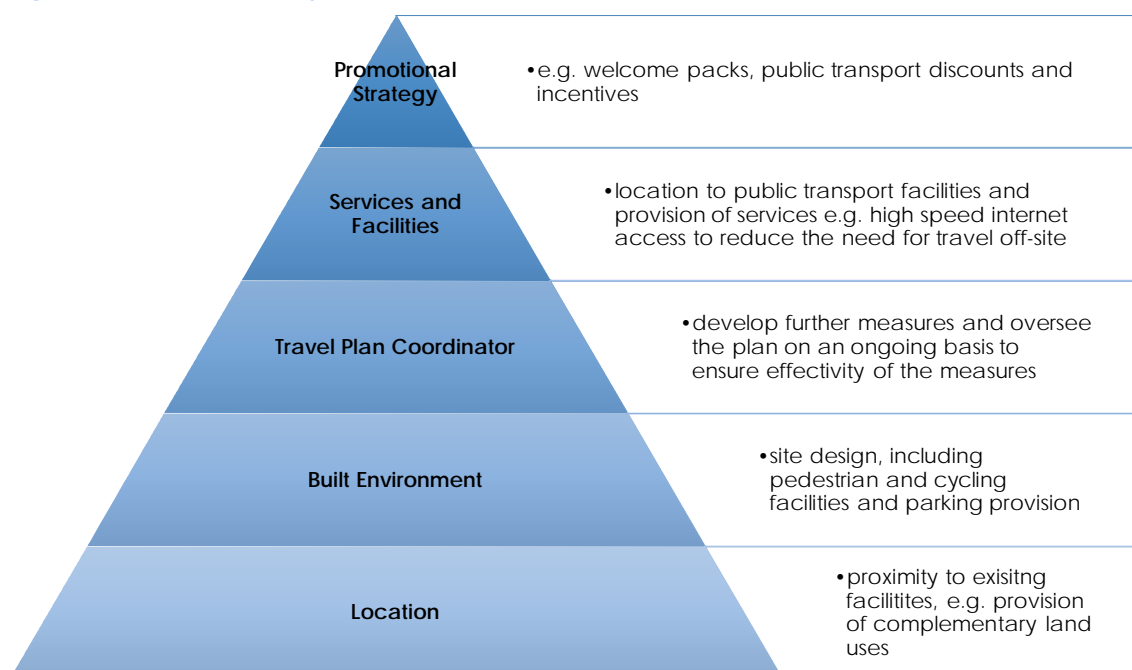 Promotional
Strategy
•e.g. welcome packs, public transport discounts and
incentives
Services and
Facilities
•location to public transport facilities and
provision of services e.g. high speed internet
access to reduce the need for travel off-site
Travel Plan Coordinator
•develop further measures and oversee
the plan on an ongoing basis to
ensure effectivity of the measures
Built Environment
•site design, including
pedestrian and cycling
facilities and parking provision
Location
•proximity to exisitng
facilitites, e.g. provision
of complementary land
uses